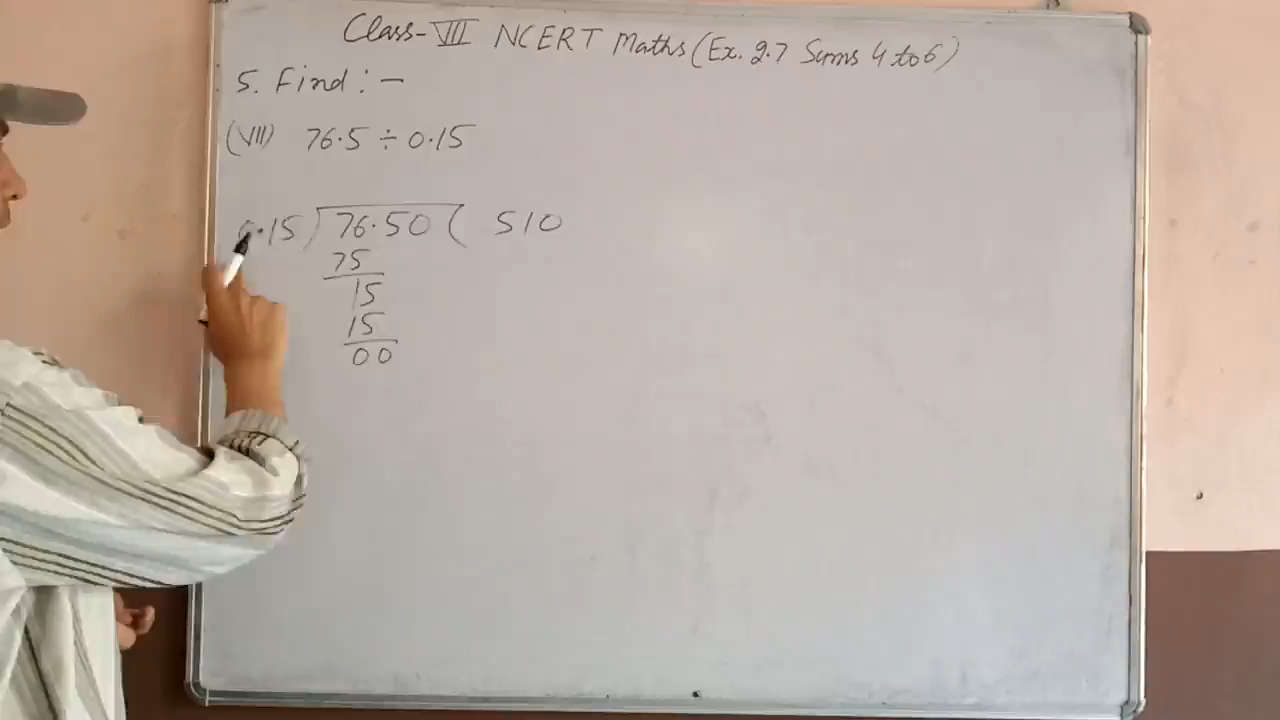 Class-VII NCERT Maths (Ex. 2.7 Sums 4 to 6)
5. Find :-
(VII) 76.5 ÷ 0.15
0.15 ) 76.50 ( 510
75
15
15
00